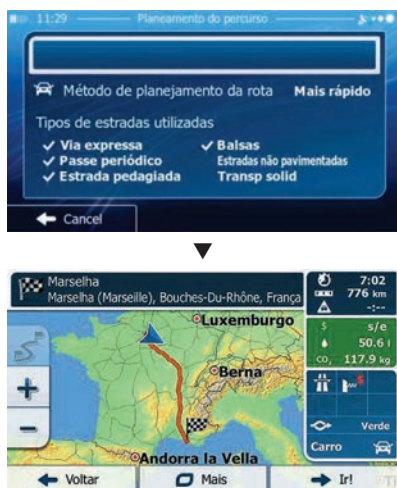 11:29 Planeamento do percurso
Método de planejamento da rota Mais rápido
Tipos de estradas utilizadas
Via expressa Balsas
Passe periódico Estradas não pavimentadas
Estrada pedagiada Transp solid
Cancel
Marselha
Marselha (Marseille), Bouches-Du-Rhône, França
7:02
776 km
-:--
Luxemburgo
$ s/e
50.6 l
CO₂ 117.9 kg
Berna
$
Verde
Carro
Andorra la Vella
Voltar Mais Ir!